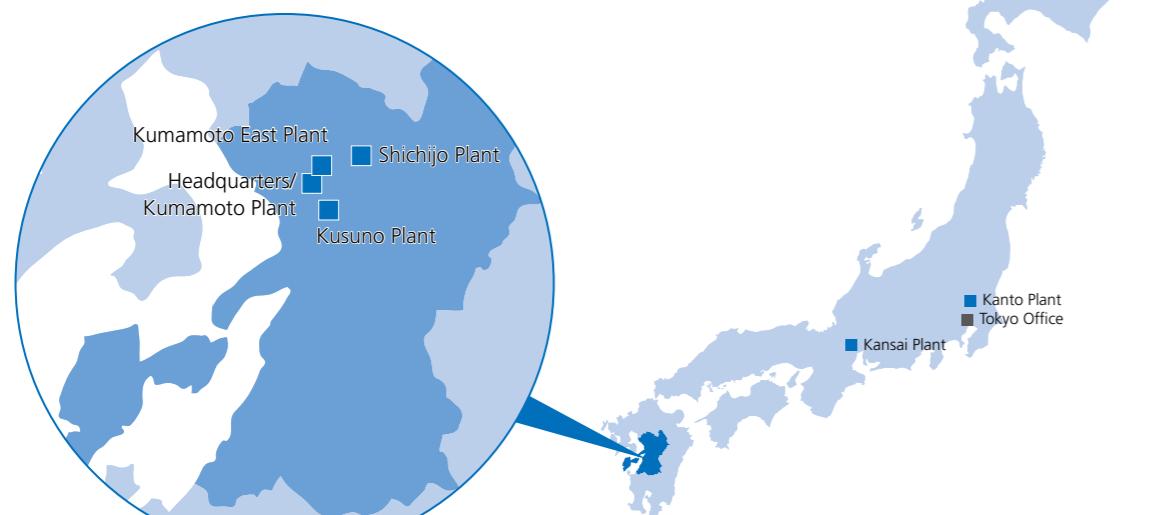 Kumamoto East Plant
Shichijo Plant
Headquarters/
Kumamoto Plant
Kusuno Plant
Kanto Plant
Tokyo Office
Kansai Plant